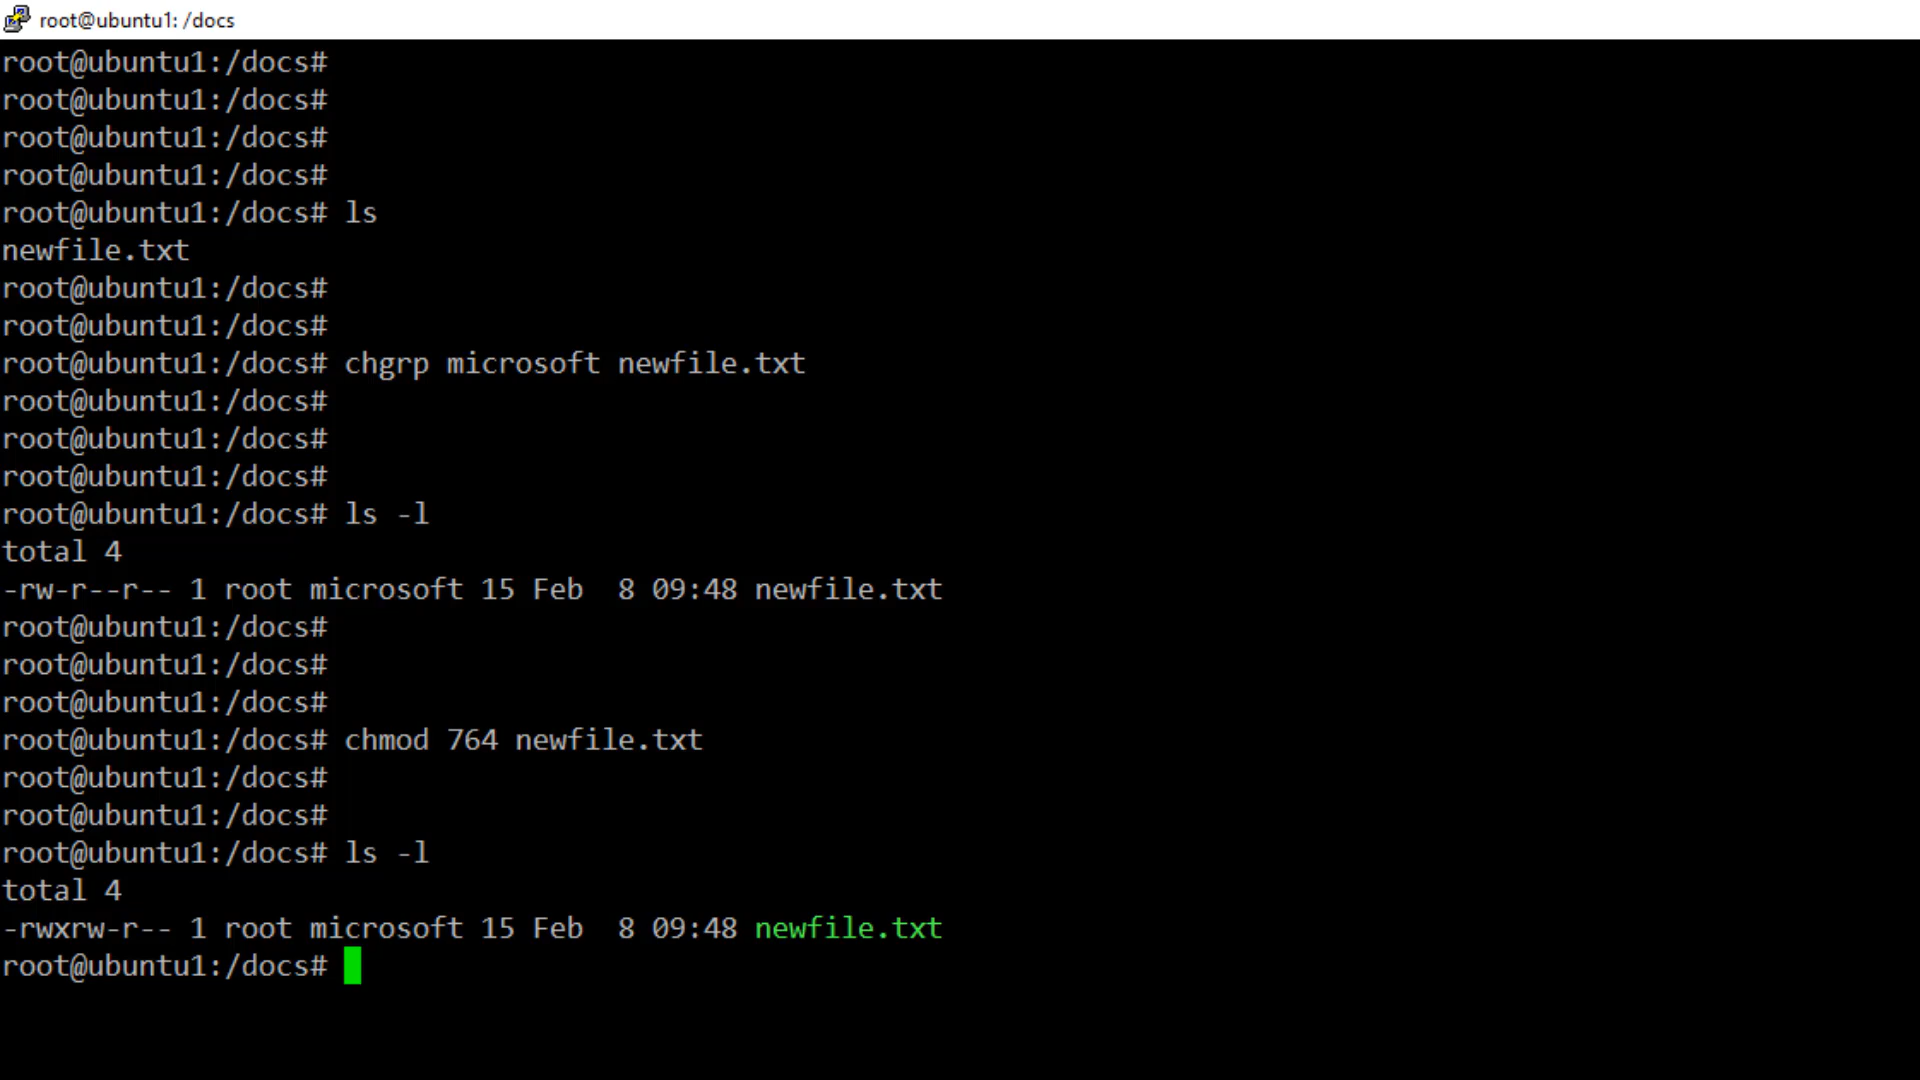 root@ubuntu1: /docs
root@ubuntu1:/docs#
root@ubuntu1:/docs#
root@ubuntu1:/docs#
root@ubuntu1:/docs#
root@ubuntu1:/docs# ls
newfile.txt
root@ubuntu1:/docs#
root@ubuntu1:/docs#
root@ubuntu1:/docs# chgrp microsoft newfile.txt
root@ubuntu1:/docs#
root@ubuntu1:/docs#
root@ubuntu1:/docs#
root@ubuntu1:/docs# ls -l
total 4
-rw-r--r-- 1 root microsoft 15 Feb  8 09:48 newfile.txt
root@ubuntu1:/docs#
root@ubuntu1:/docs#
root@ubuntu1:/docs#
root@ubuntu1:/docs# chmod 764 newfile.txt
root@ubuntu1:/docs#
root@ubuntu1:/docs#
root@ubuntu1:/docs# ls -l
total 4
-rwxrw-r-- 1 root microsoft 15 Feb  8 09:48 newfile.txt
root@ubuntu1:/docs#